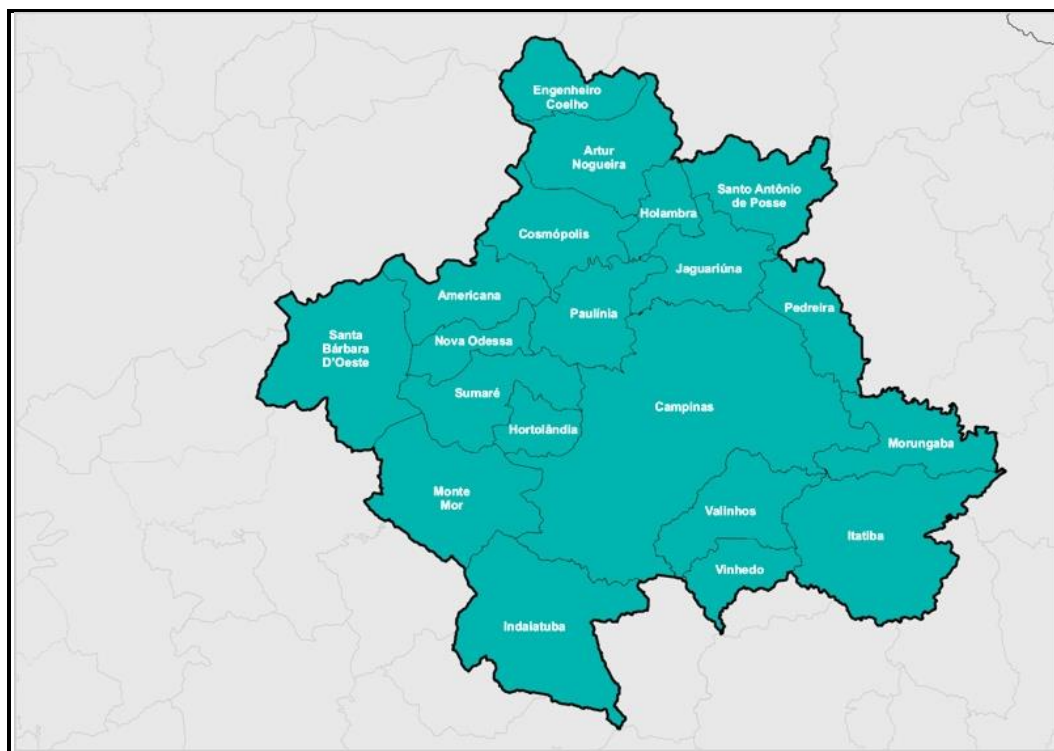 Engenheiro
Coelho
Artur
Nogueira
Santo Antônio
de Posse
Holambra
Cosmópolis
Jaguariúna
Americana
Pedreira
Paulínia
Santa
Bárbara
D'Oeste
Nova Odessa
Sumaré
Campinas
Hortolândia
Morungaba
Monte
Mor
Valinhos
Itatiba
Vinhedo
Indaiatuba